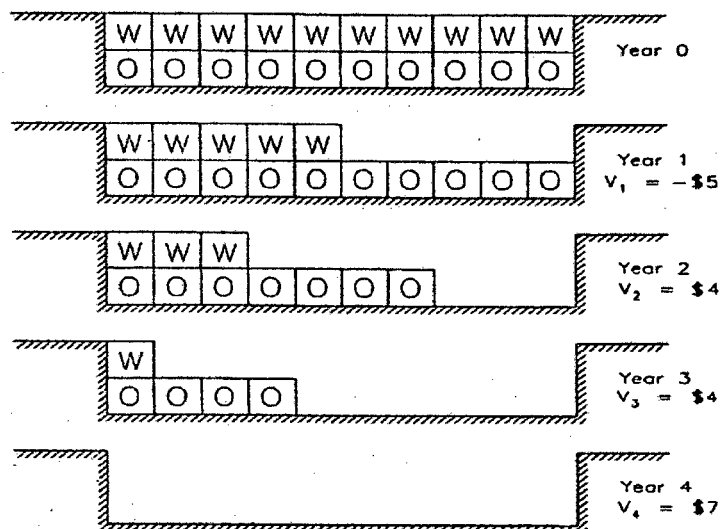 W W W W W W W W W W
O O O O O O O O O O
Year 0
W W W W W
O O O O O O O O O O
Year 1
V₁ = -$5
W W W
O O O O O O O
Year 2
V₂ = $4
W
O O O O
Year 3
V₃ = $4
Year 4
V₄ = $7